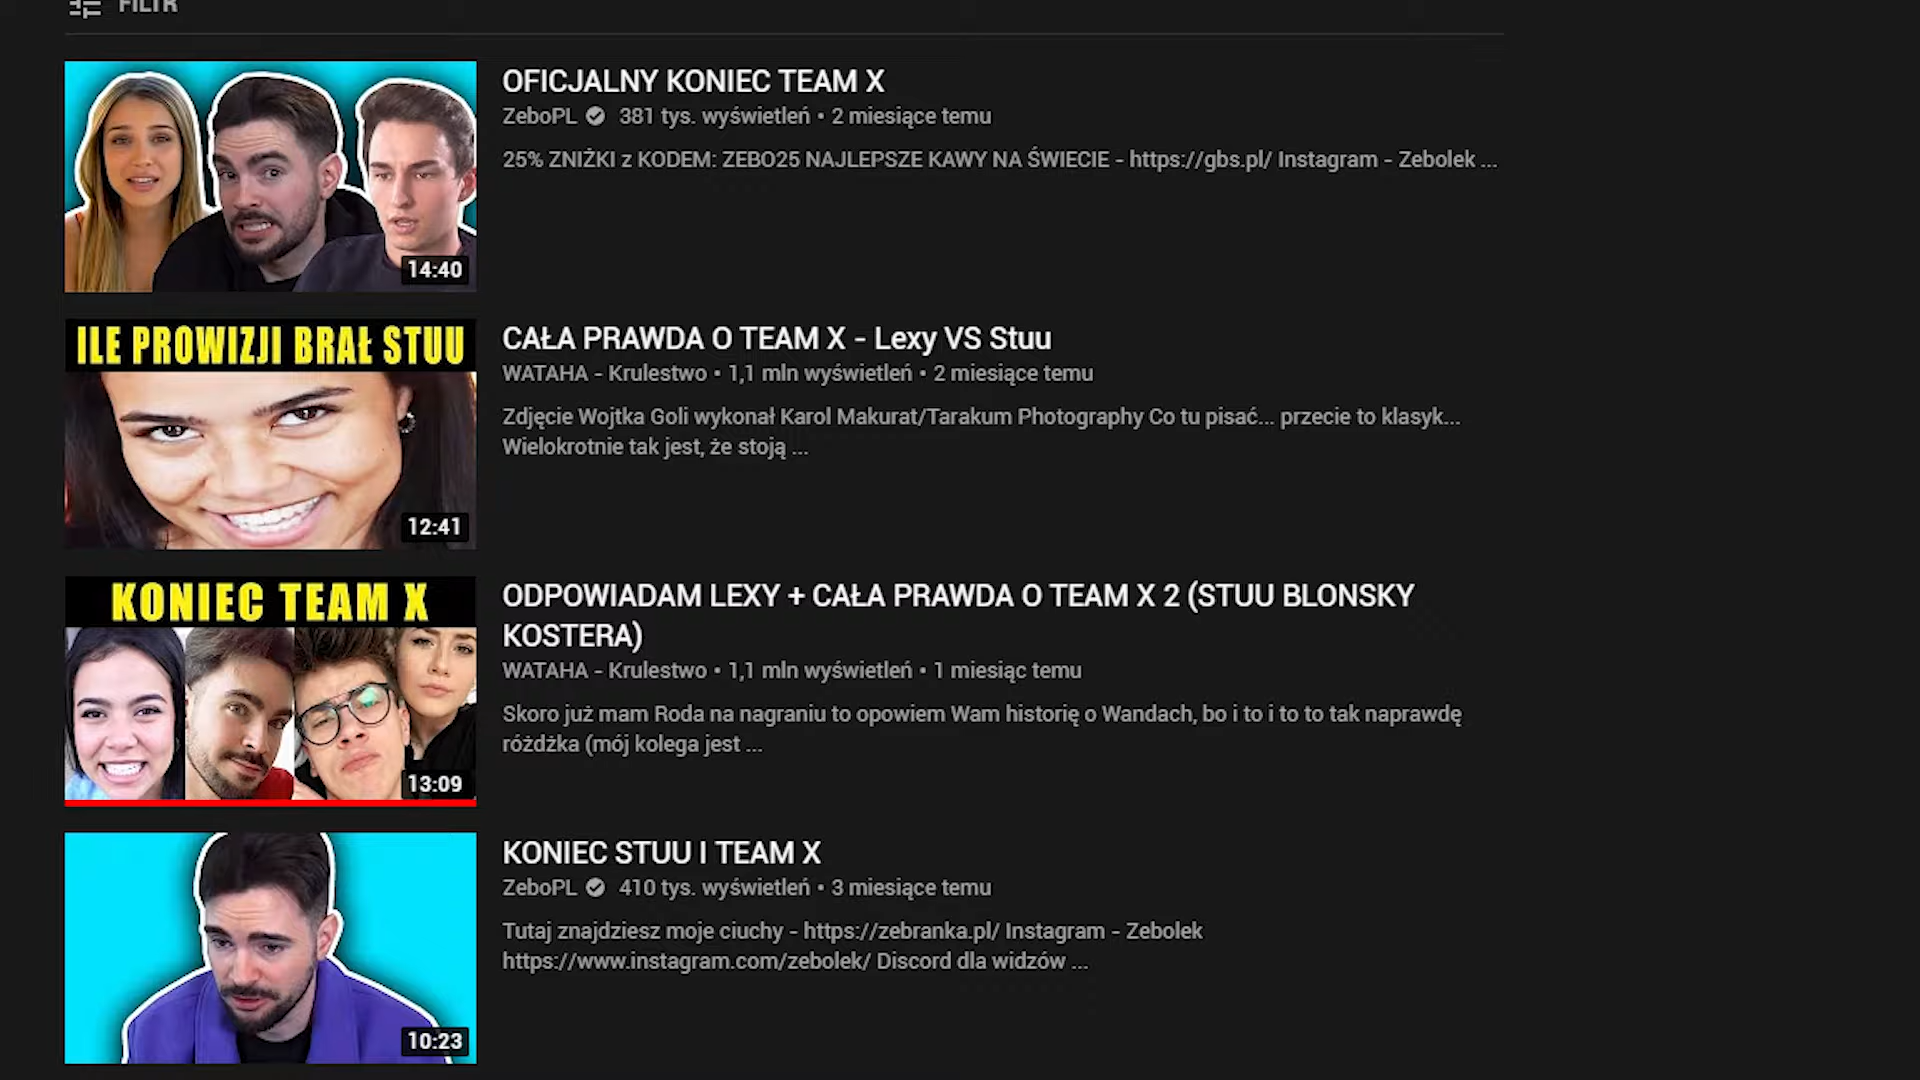 FILTR
OFICJALNY KONIEC TEAM X
ZeboPL 381 tys. wyświetleń • 2 miesiące temu
25% ZNIŻKI z KODEM: ZEBO25 NAJLEPSZE KAWY NA ŚWIECIE - https://gbs.pl/ Instagram - Zebolek ...
14:40
ILE PROWIZJI BRAŁ STUU
12:41
CAŁA PRAWDA O TEAM X - Lexy VS Stuu
WATAHA - Krulestwo • 1,1 mln wyświetleń • 2 miesiące temu
Zdjęcie Wojtka Goli wykonał Karol Makurat/Tarakum Photography Co tu pisać... przecie to klasyk...
Wielokrotnie tak jest, że stoją ...
KONIEC TEAM X
13:09
ODPOWIADAM LEXY + CAŁA PRAWDA O TEAM X 2 (STUU BLONSKY
KOSTERA)
WATAHA - Krulestwo • 1,1 mln wyświetleń • 1 miesiąc temu
Skoro już mam Roda na nagraniu to opowiem Wam historię o Wandach, bo i to i to to tak naprawdę
różdżka (mój kolega jest ...
KONIEC STUU I TEAM X
ZeboPL 410 tys. wyświetleń • 3 miesiące temu
Tutaj znajdziesz moje ciuchy - https://zebranka.pl/ Instagram - Zebolek
https://www.instagram.com/zebolek/ Discord dla widzów ...
10:23